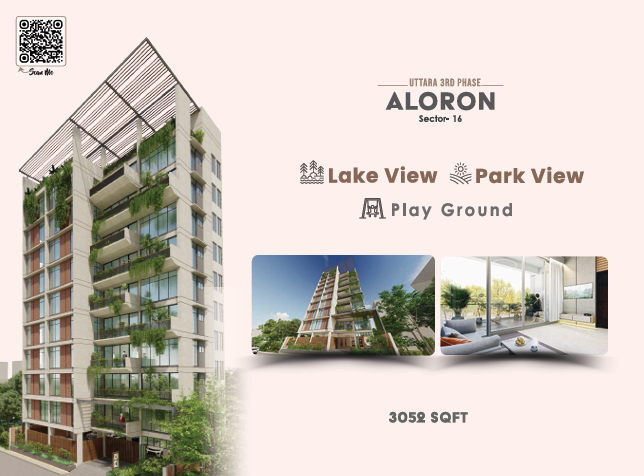 Scan Me
UTTARA 3RD PHASE
ALORON
Sector- 16
Lake View
Park View
Play Ground
3052 SQFT